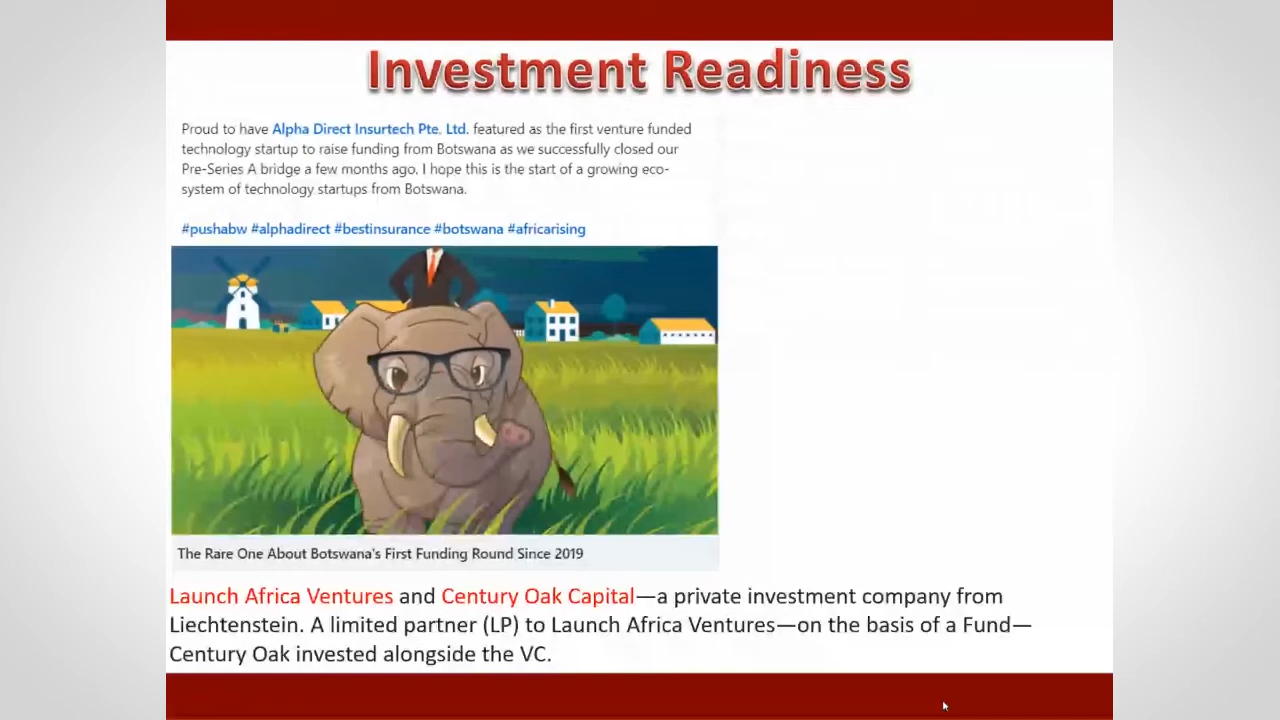 Investment Readiness
Proud to have Alpha Direct Insurtech Pte. Ltd. featured as the first venture funded
technology startup to raise funding from Botswana as we successfully closed our
Pre-Series A bridge a few months ago. I hope this is the start of a growing eco-
system of technology startups from Botswana.
#pushabw #alphadirect #bestinsurance #botswana #africarising
The Rare One About Botswana's First Funding Round Since 2019
Launch Africa Ventures and Century Oak Capital—a private investment company from
Liechtenstein. A limited partner (LP) to Launch Africa Ventures—on the basis of a Fund—
Century Oak invested alongside the VC.